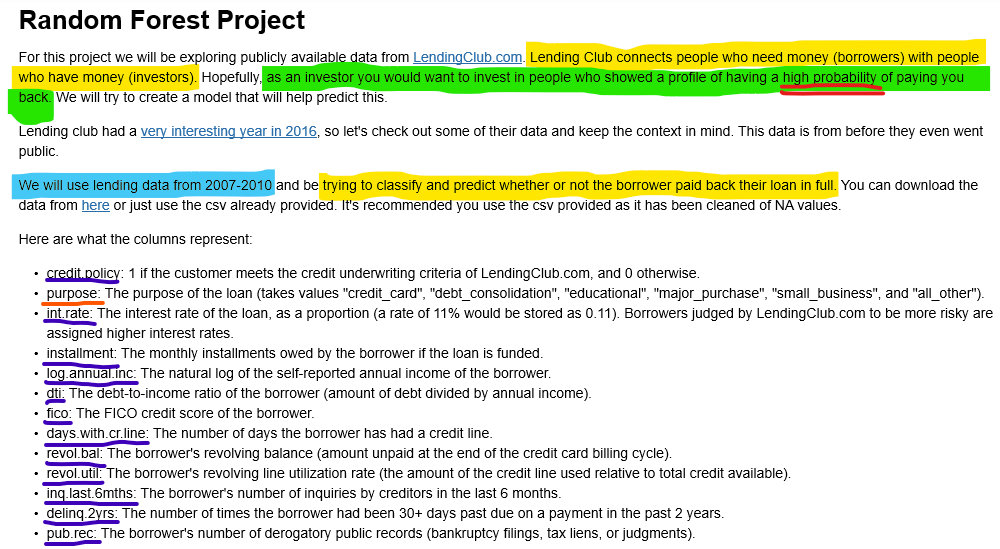 Random Forest Project
For this project we will be exploring publicly available data from LendingClub.com. Lending Club connects people who need money (borrowers) with people
who have money (investors). Hopefully, as an investor you would want to invest in people who showed a profile of having a high probability of paying you
back. We will try to create a model that will help predict this.
Lending club had a very interesting year in 2016, so let's check out some of their data and keep the context in mind. This data is from before they even went
public.
We will use lending data from 2007-2010 and be trying to classify and predict whether or not the borrower paid back their loan in full. You can download the
data from here or just use the csv already provided. It's recommended you use the csv provided as it has been cleaned of NA values.
Here are what the columns represent:
• credit.policy: 1 if the customer meets the credit underwriting criteria of LendingClub.com, and 0 otherwise.
• purpose: The purpose of the loan (takes values "credit_card", "debt_consolidation", "educational", "major_purchase", "small_business", and "all_other").
• int.rate: The interest rate of the loan, as a proportion (a rate of 11% would be stored as 0.11). Borrowers judged by LendingClub.com to be more risky are
assigned higher interest rates.
• installment: The monthly installments owed by the borrower if the loan is funded.
• log.annual.inc: The natural log of the self-reported annual income of the borrower.
• dti: The debt-to-income ratio of the borrower (amount of debt divided by annual income).
• fico: The FICO credit score of the borrower.
• days.with.cr.line: The number of days the borrower has had a credit line.
• revol.bal: The borrower's revolving balance (amount unpaid at the end of the credit card billing cycle).
• revol.util: The borrower's revolving line utilization rate (the amount of the credit line used relative to total credit available).
• inq.last.6mths: The borrower's number of inquiries by creditors in the last 6 months.
• delinq.2yrs: The number of times the borrower had been 30+ days past due on a payment in the past 2 years.
• pub.rec: The borrower's number of derogatory public records (bankruptcy filings, tax liens, or judgments).